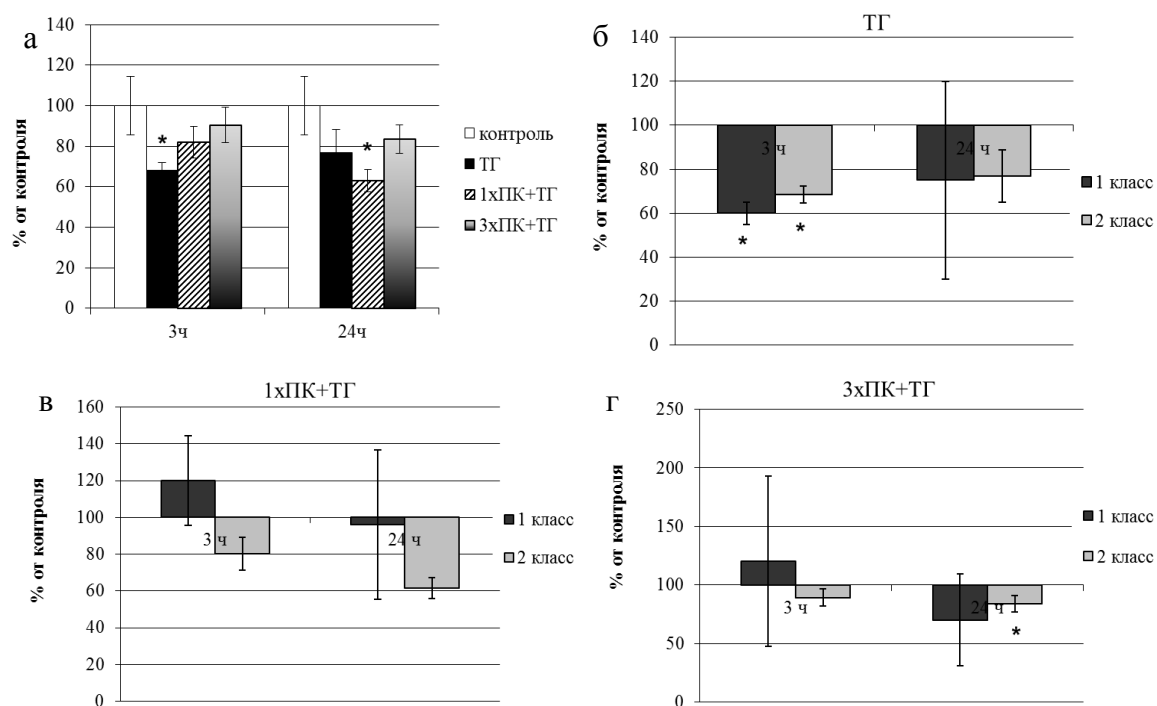 а
% от контроля
140
120
100
80
60
40
20
0
*
*
3ч
24ч
контроль
ТГ
1хПК+ТГ
3хПК+ТГ
б
ТГ
% от контроля
140
120
100
80
60
40
20
0
3 ч
24 ч
*
*
1 класс
2 класс
в
1хПК+ТГ
% от контроля
160
140
120
100
80
60
40
20
0
3 ч
24 ч
1 класс
2 класс
г
3хПК+ТГ
% от контроля
250
200
150
100
50
0
3 ч
24 ч
*
1 класс
2 класс